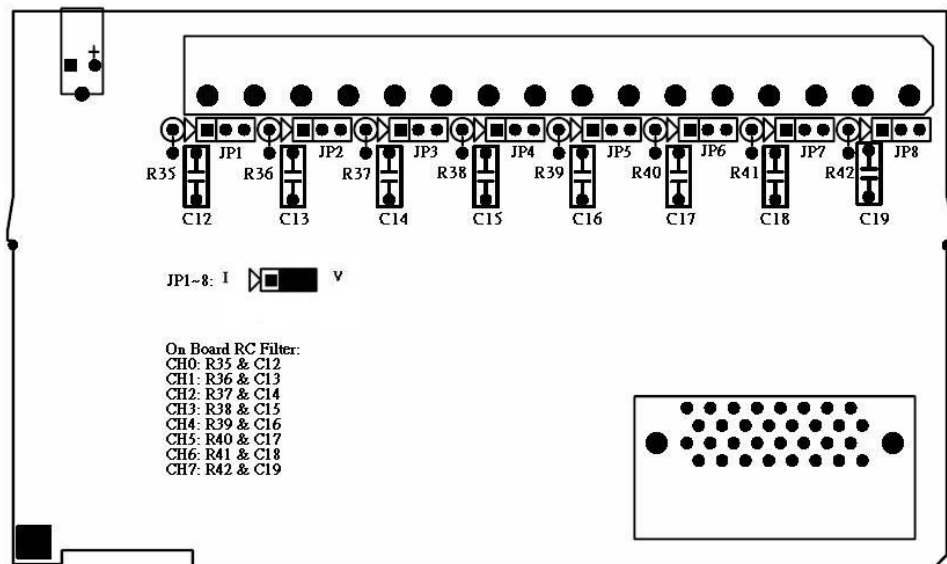 +
JP1 JP2 JP3 JP4 JP5 JP6 JP7 JP8
R35 R36 R37 R38 R39 R40 R41 R42
C12 C13 C14 C15 C16 C17 C18 C19
JP1~8: I V
On Board RC Filter:
CH0: R35 & C12
CH1: R36 & C13
CH2: R37 & C14
CH3: R38 & C15
CH4: R39 & C16
CH5: R40 & C17
CH6: R41 & C18
CH7: R42 & C19